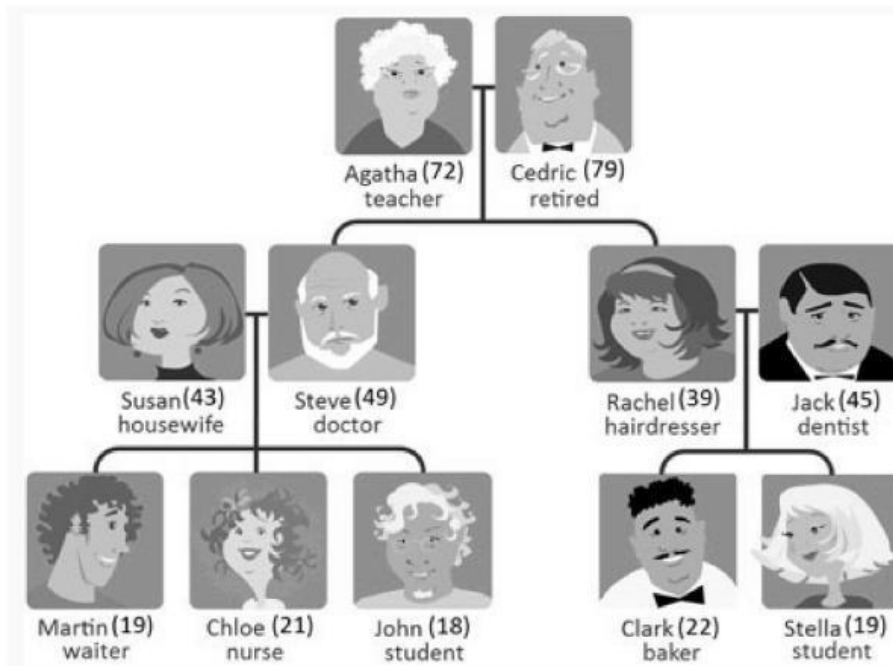 Agatha (72) Cedric (79)
teacher retired
Susan (43) Steve (49) Rachel (39) Jack (45)
housewife doctor hairdresser dentist
Martin (19) Chloe (21) John (18) Clark (22) Stella (19)
waiter nurse student baker student